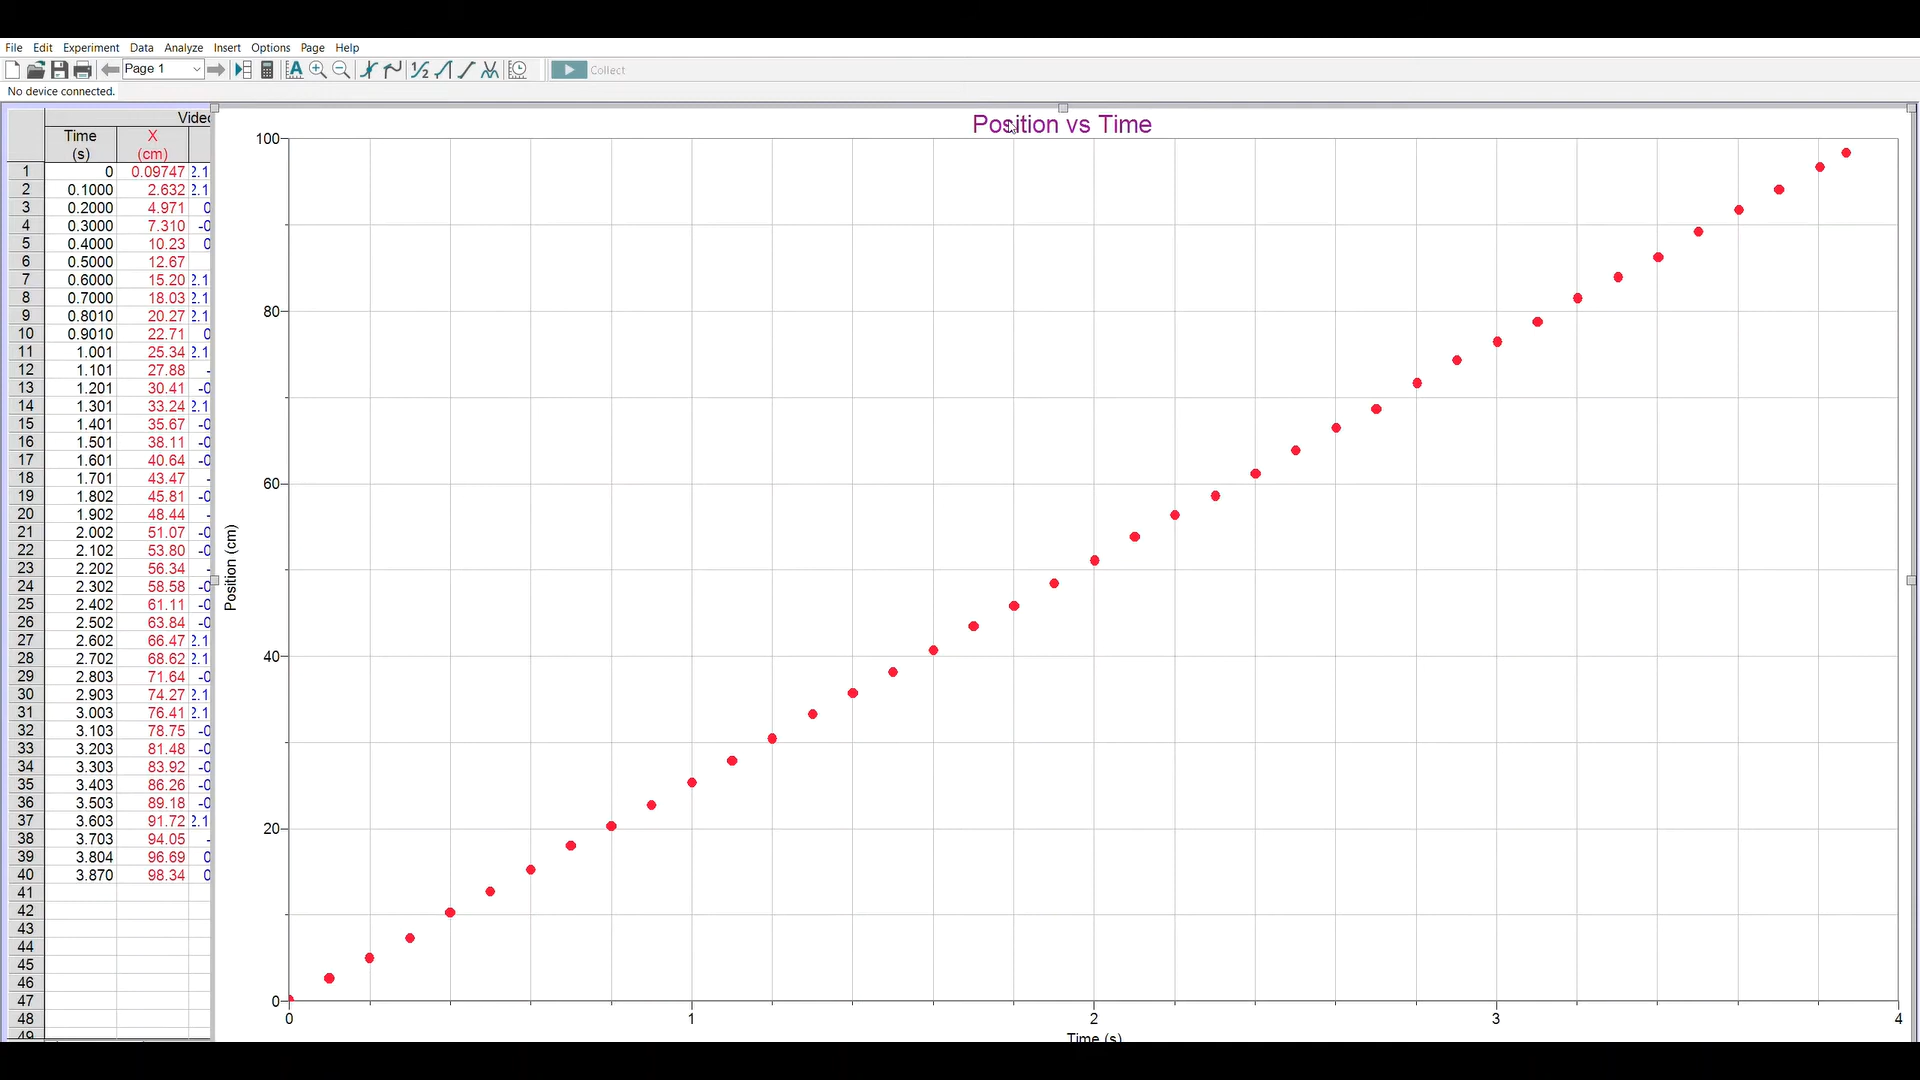 File Edit Experiment Data Analyze Insert Options Page Help
Page 1 Collect
No device connected.
Position vs Time
Time X
(s) (cm)
1 0 0.09747
2 0.1000 2.632
3 0.2000 4.971
4 0.3000 7.310
5 0.4000 10.23
6 0.5000 12.67
7 0.6000 15.20
8 0.7000 18.03
9 0.8010 20.27
10 0.9010 22.71
11 1.001 25.34
12 1.101 27.88
13 1.201 30.41
14 1.301 33.24
15 1.401 35.67
16 1.501 38.11
17 1.601 40.64
18 1.701 43.47
19 1.802 45.81
20 1.902 48.44
21 2.002 51.07
22 2.102 53.80
23 2.202 56.34
24 2.302 58.58
25 2.402 61.11
26 2.502 63.84
27 2.602 66.47
28 2.702 68.62
29 2.803 71.64
30 2.903 74.27
31 3.003 76.41
32 3.103 78.75
33 3.203 81.48
34 3.303 83.92
35 3.403 86.26
36 3.503 89.18
37 3.603 91.72
38 3.703 94.05
39 3.804 96.69
40 3.870 98.34
41
42
43
44
45
46
47
48
49
100
80
60
40
20
0
Position (cm)
0 1 2 3 4
Time (s)